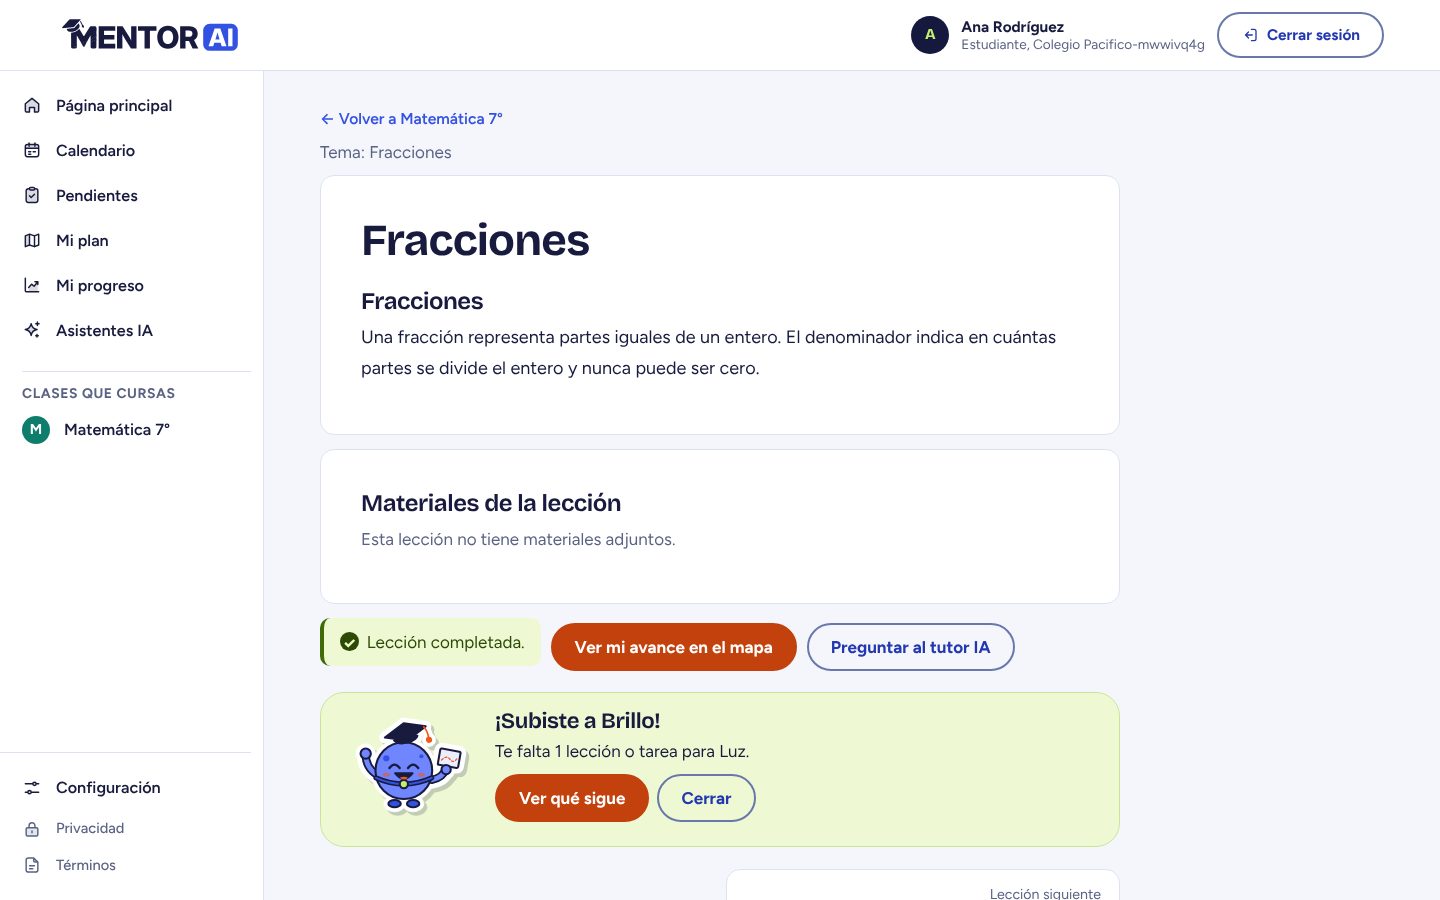 MENTOR AI
A
Ana Rodríguez
Estudiante, Colegio Pacifico-mwwivq4g
Cerrar sesión
Página principal
Calendario
Pendientes
Mi plan
Mi progreso
Asistentes IA
CLASES QUE CURSAS
M
Matemática 7°
Configuración
Privacidad
Términos
← Volver a Matemática 7°
Tema: Fracciones
Fracciones
Fracciones
Una fracción representa partes iguales de un entero. El denominador indica en cuántas
partes se divide el entero y nunca puede ser cero.
Materiales de la lección
Esta lección no tiene materiales adjuntos.
Lección completada.
Ver mi avance en el mapa
Preguntar al tutor IA
¡Subiste a Brillo!
Te falta 1 lección o tarea para Luz.
Ver qué sigue
Cerrar
Lección siguiente